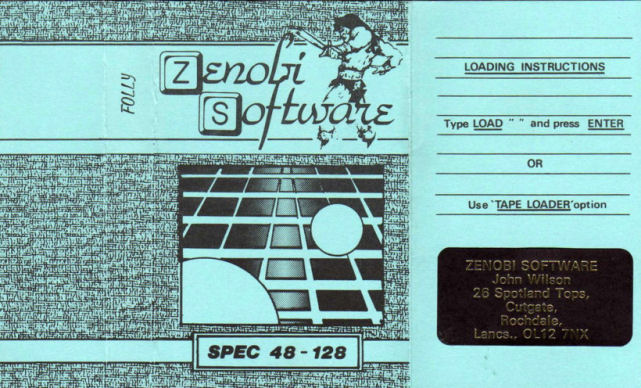 FOLLY
Zenobi
Software
SPEC 48-128
LOADING INSTRUCTIONS
Type LOAD " " and press ENTER
OR
Use 'TAPE LOADER' option
ZENOBI SOFTWARE
John Wilson
26 Spotland Tops,
Cutgate,
Rochdale,
Lancs., OL12 7NX